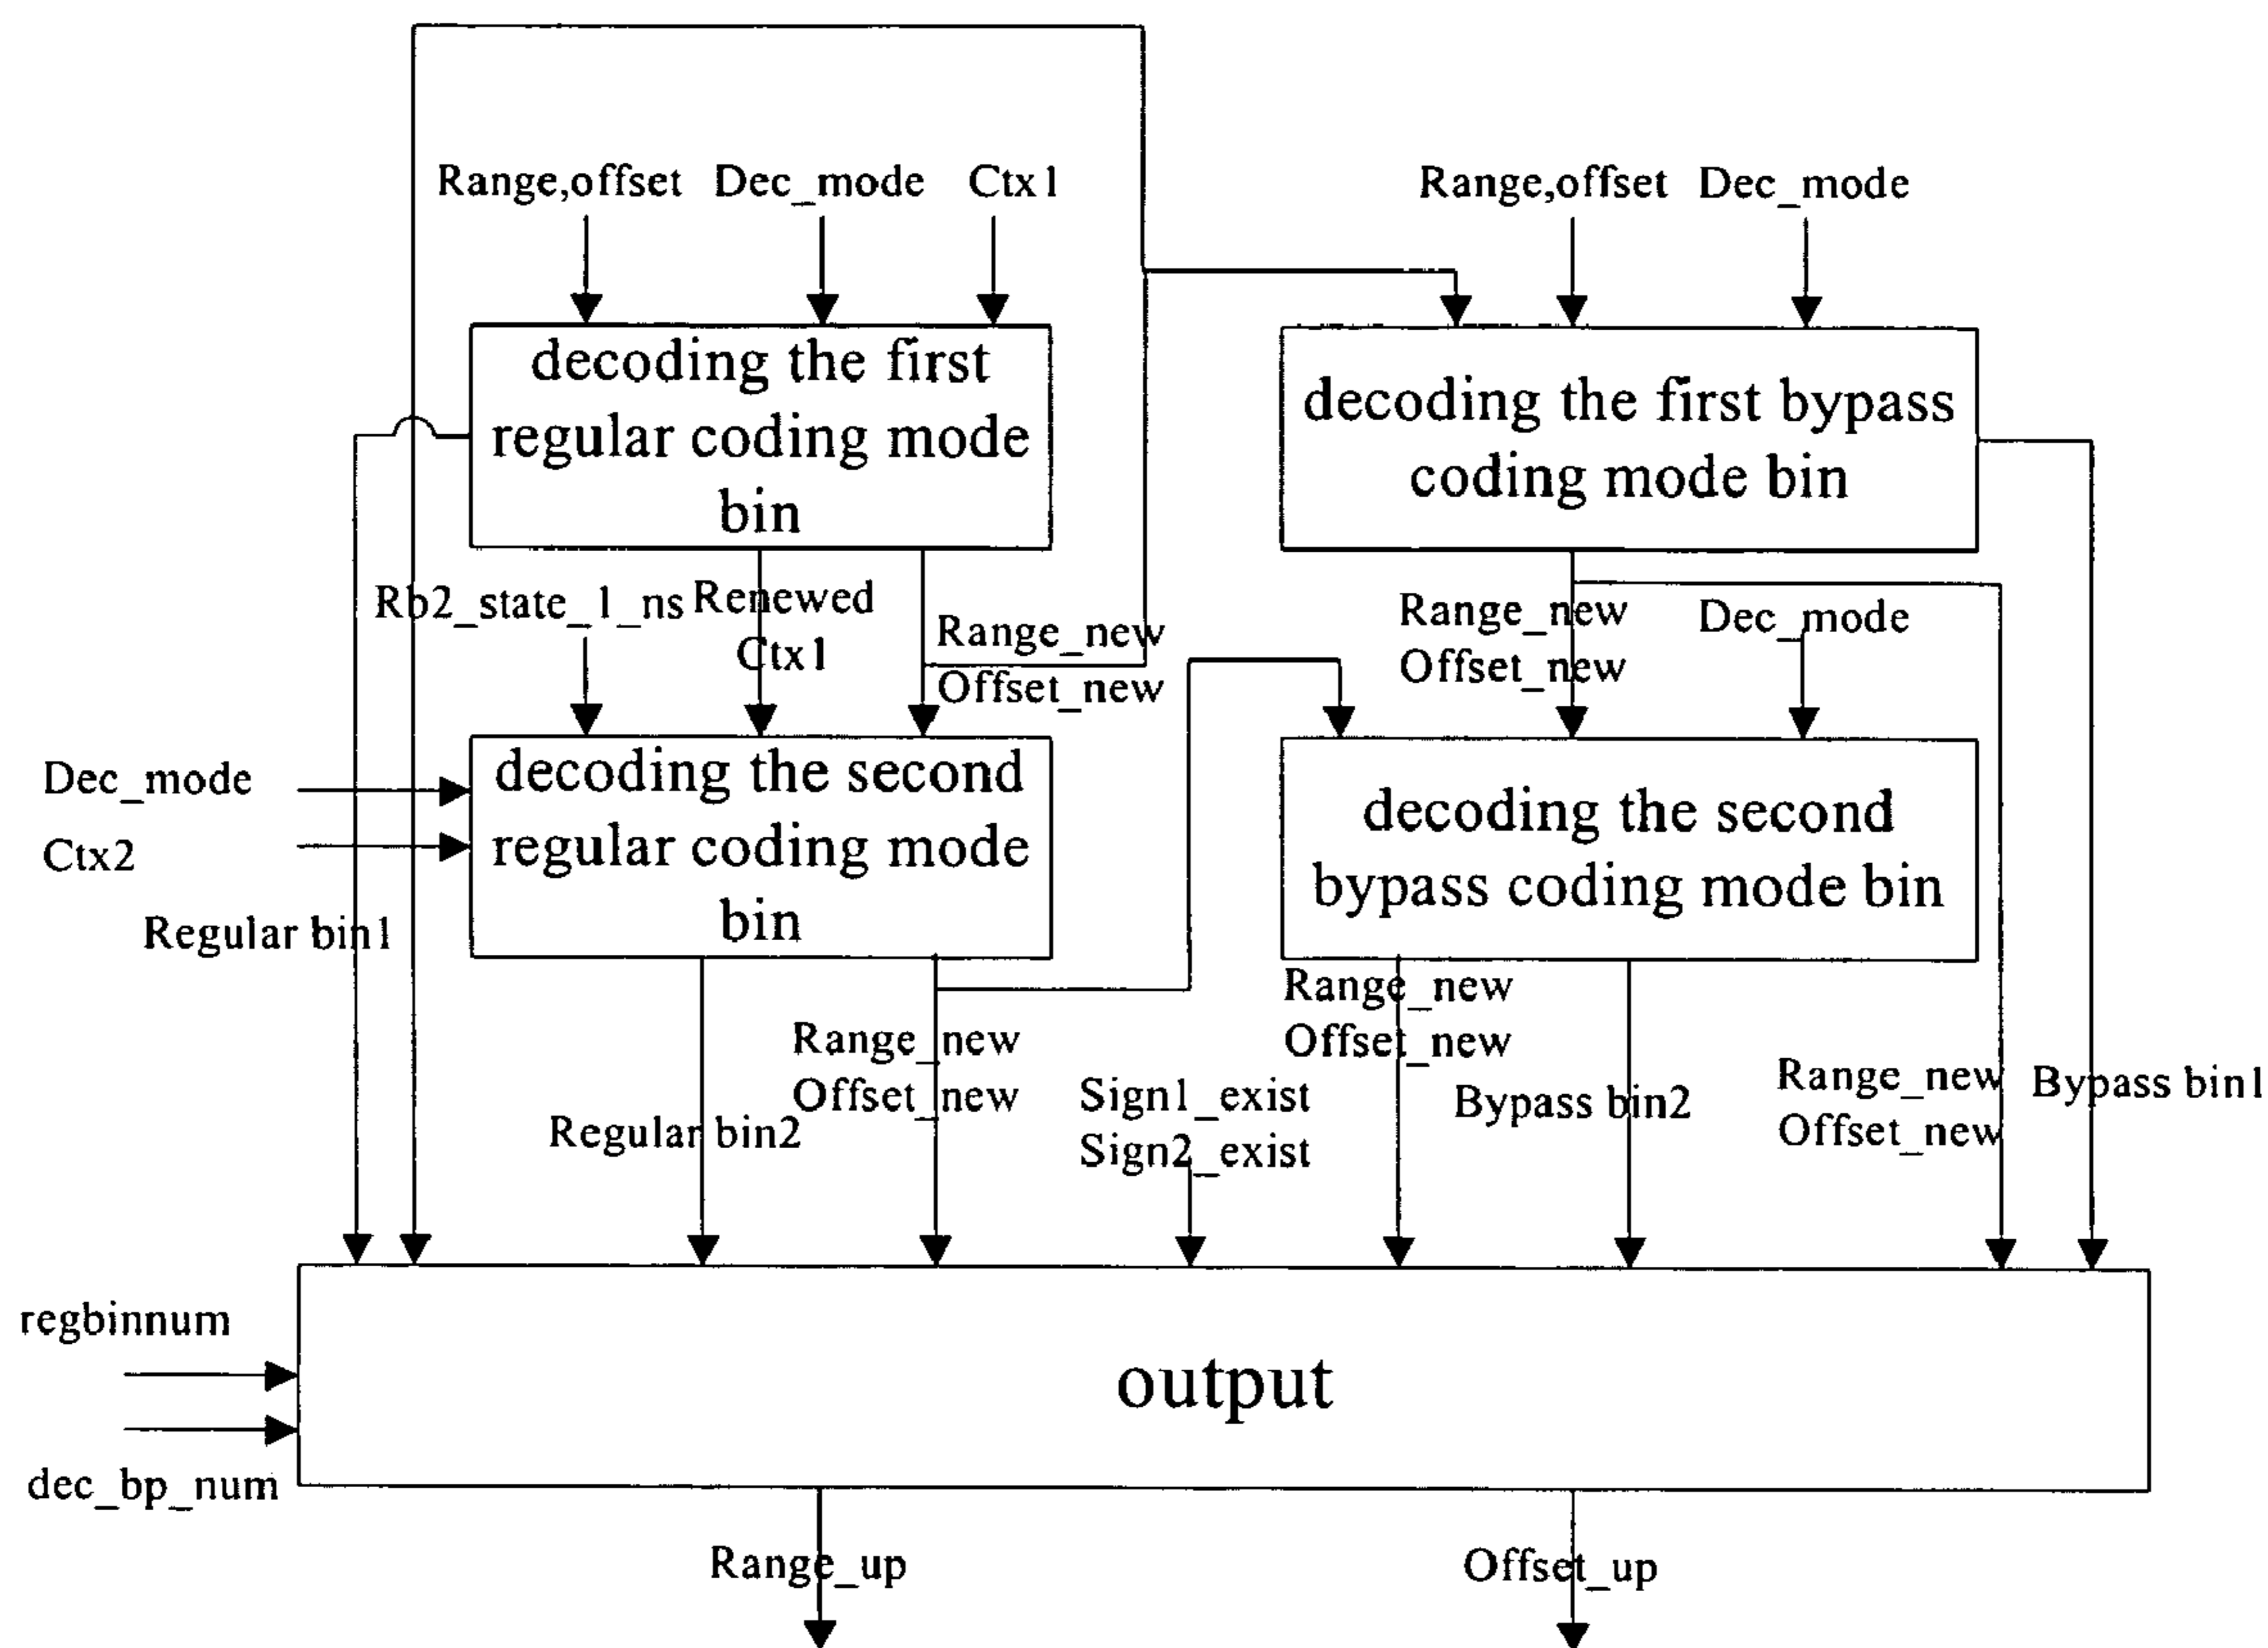 Range,offset Dec_mode Ctx1
Range,offset Dec_mode
decoding the first
regular coding mode
bin
decoding the first bypass
coding mode bin
Rb2_state_1_ns
Renewed
Ctx1
Range_new
Offset_new
Range_new
Offset_new
Dec_mode
Dec_mode
Ctx2
decoding the second
regular coding mode
bin
decoding the second
bypass coding mode bin
Regular bin1
Range_new
Offset_new
Regular bin2
Range_new
Offset_new
Sign1_exist
Sign2_exist
Bypass bin2
Range_new
Offset_new
Bypass bin1
regbinnum
dec_bp_num
output
Range_up
Offset_up